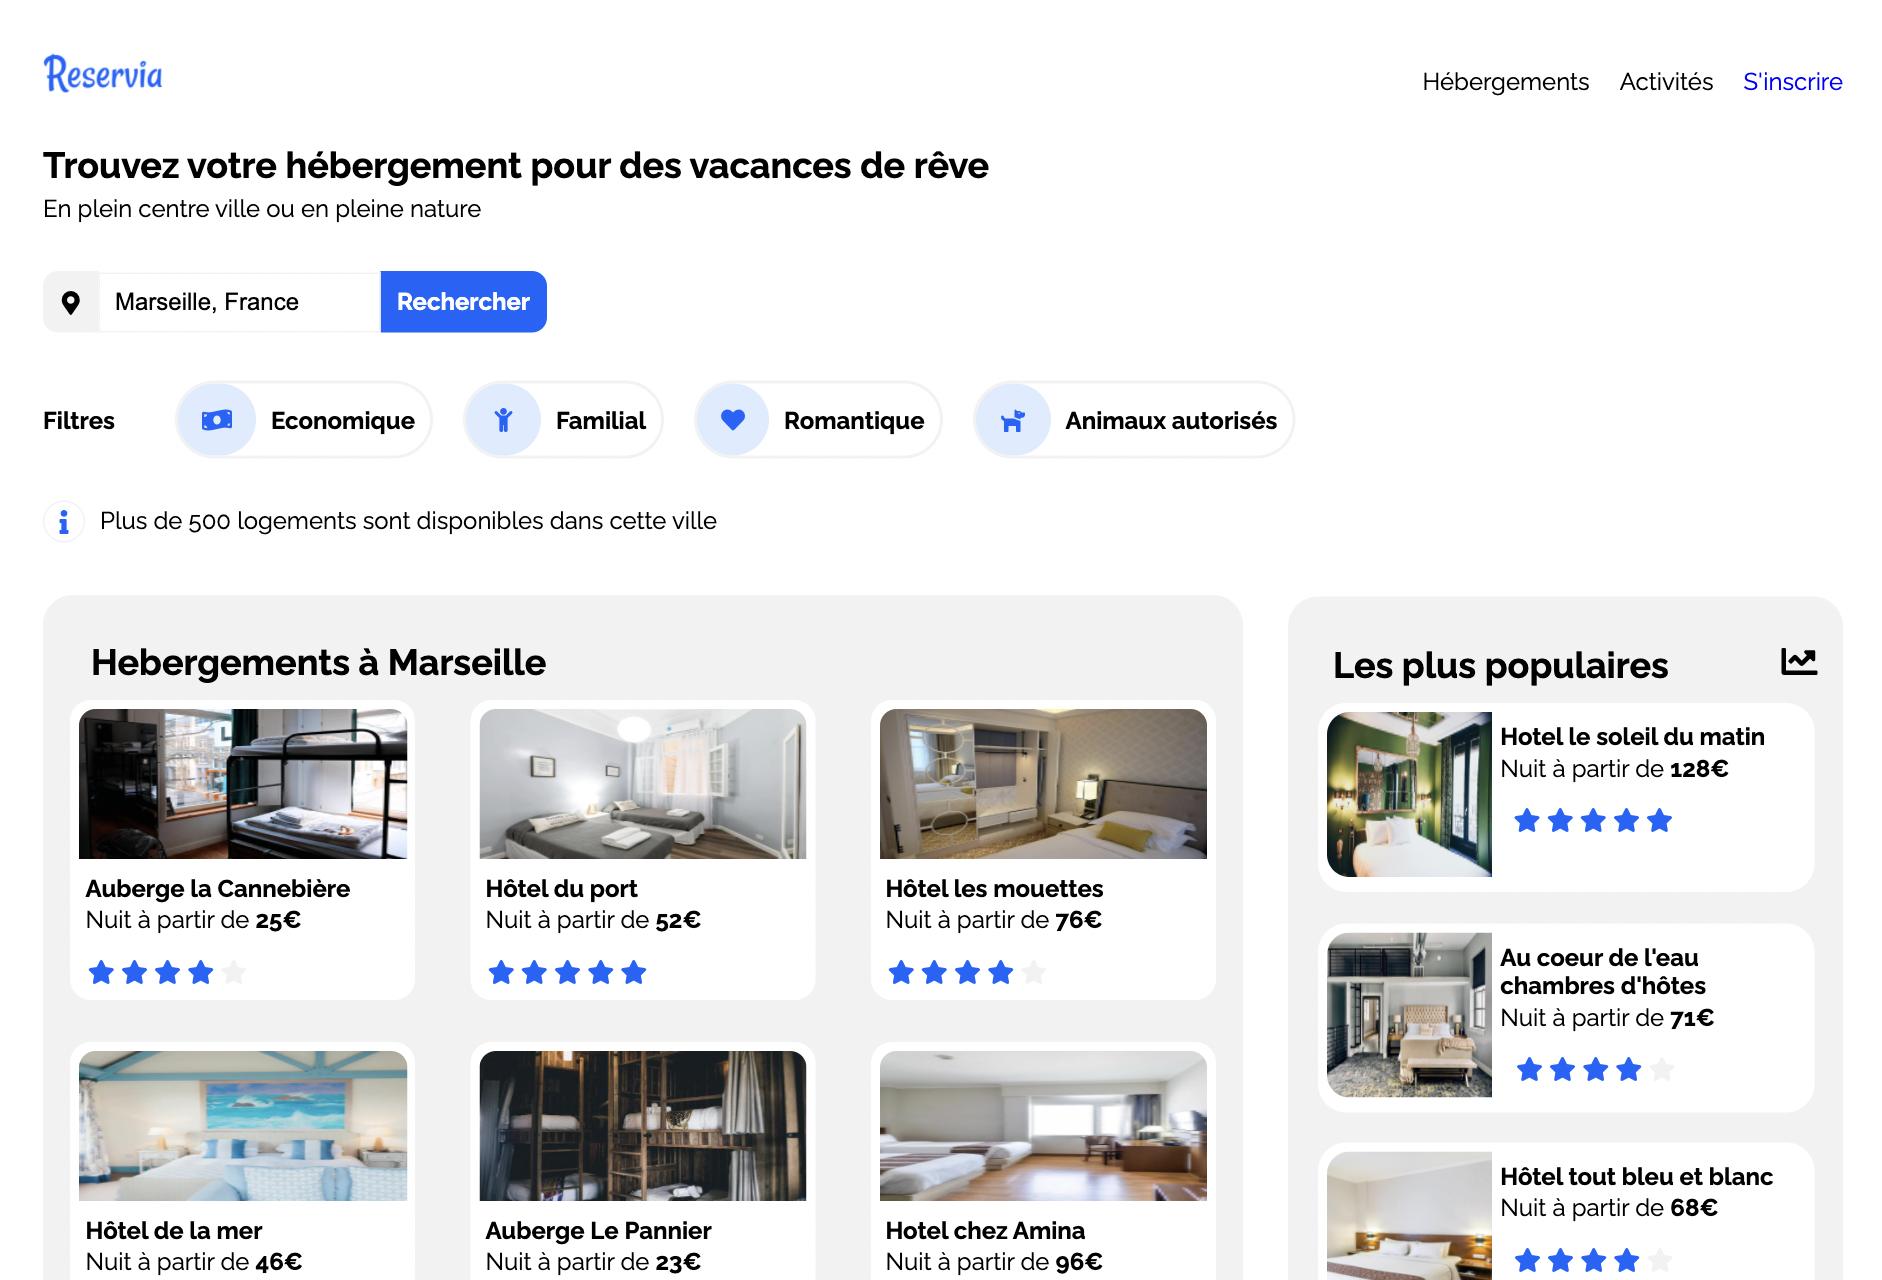 Reservia
Hébergements
Activités
S'inscrire
Trouvez votre hébergement pour des vacances de rêve
En plein centre ville ou en pleine nature
Marseille, France
Rechercher
Filtres
Economique
Familial
Romantique
Animaux autorisés
Plus de 500 logements sont disponibles dans cette ville
Hebergements à Marseille
Auberge la Cannebière
Nuit à partir de 25€
Hôtel du port
Nuit à partir de 52€
Hôtel les mouettes
Nuit à partir de 76€
Hôtel de la mer
Nuit à partir de 46€
Auberge Le Pannier
Nuit à partir de 23€
Hotel chez Amina
Nuit à partir de 96€
Les plus populaires
Hotel le soleil du matin
Nuit à partir de 128€
Au coeur de l'eau
chambres d'hôtes
Nuit à partir de 71€
Hôtel tout bleu et blanc
Nuit à partir de 68€